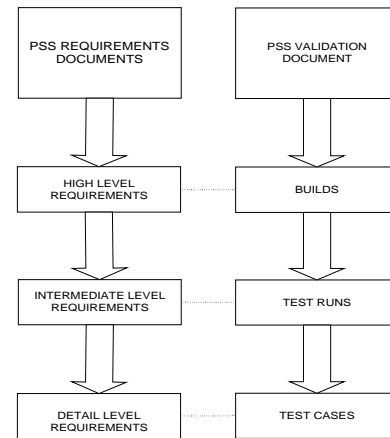 PSS REQUIREMENTS
DOCUMENTS
PSS VALIDATION
DOCUMENT
HIGH LEVEL
REQUIREMENTS
BUILDS
INTERMEDIATE LEVEL
REQUIREMENTS
TEST RUNS
DETAIL LEVEL
REQUIREMENTS
TEST CASES